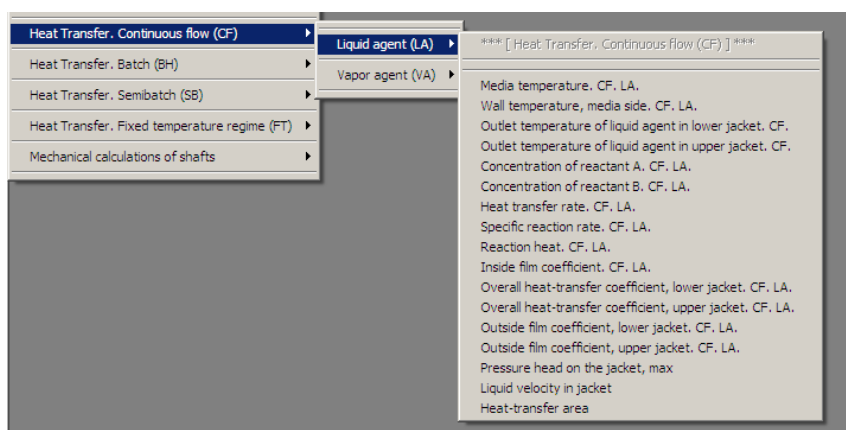 Heat Transfer. Continuous flow (CF)
Heat Transfer. Batch (BH)
Heat Transfer. Semibatch (SB)
Heat Transfer. Fixed temperature regime (FT)
Mechanical calculations of shafts
Liquid agent (LA)
Vapor agent (VA)
*** [ Heat Transfer. Continuous flow (CF) ] ***
Media temperature. CF. LA.
Wall temperature, media side. CF. LA.
Outlet temperature of liquid agent in lower jacket. CF.
Outlet temperature of liquid agent in upper jacket. CF.
Concentration of reactant A. CF. LA.
Concentration of reactant B. CF. LA.
Heat transfer rate. CF. LA.
Specific reaction rate. CF. LA.
Reaction heat. CF. LA.
Inside film coefficient. CF. LA.
Overall heat-transfer coefficient, lower jacket. CF. LA.
Overall heat-transfer coefficient, upper jacket. CF. LA.
Outside film coefficient, lower jacket. CF. LA.
Outside film coefficient, upper jacket. CF. LA.
Pressure head on the jacket, max
Liquid velocity in jacket
Heat-transfer area